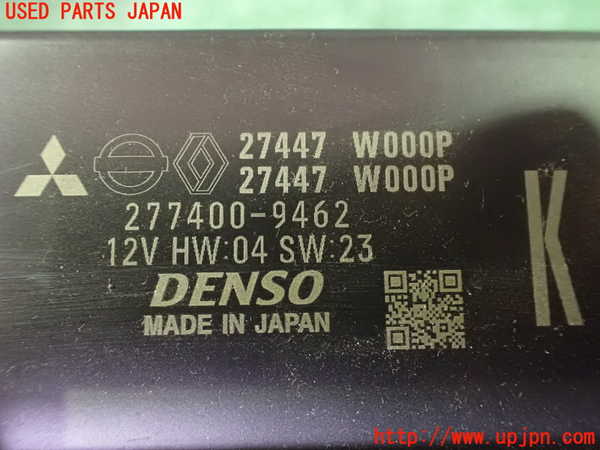 USED PARTS JAPAN
27447 W000P
27447 W000P
277400-9462
12V HW:04 SW:23
DENSO
MADE IN JAPAN
K
http://www.upjpn.com/